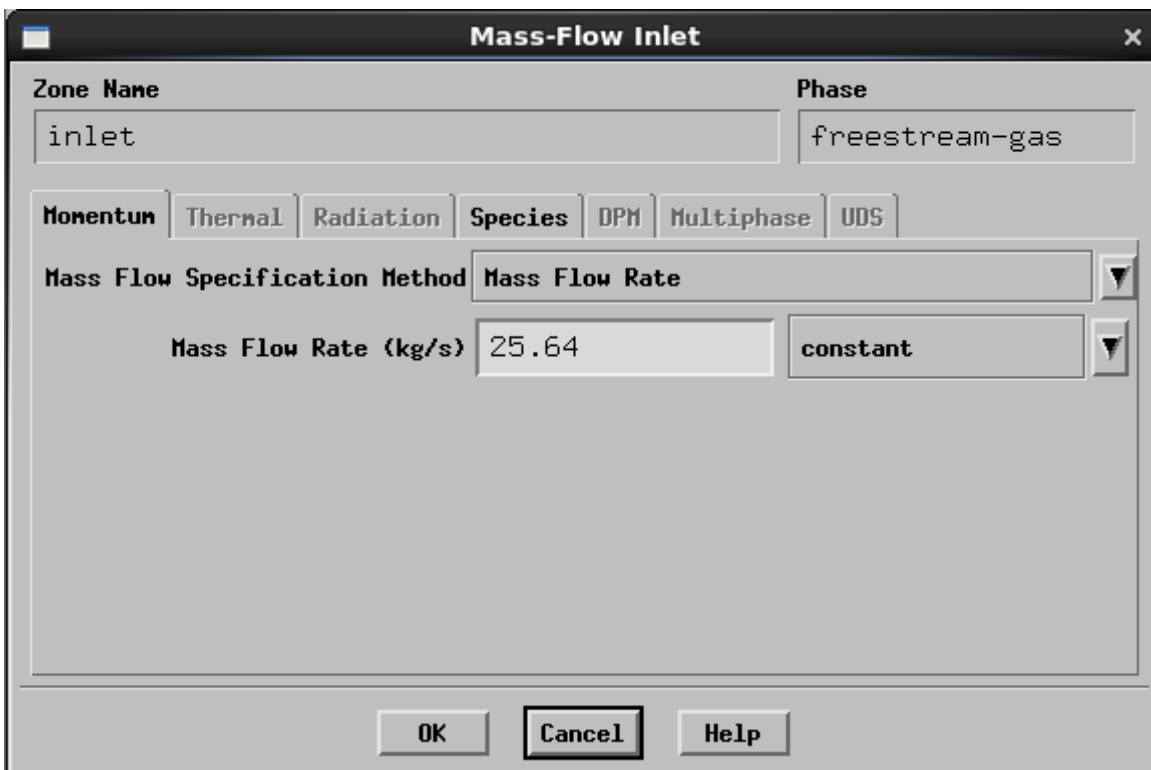 Mass-Flow Inlet
Zone Name Phase
inlet freestream-gas
Momentum Thermal Radiation Species DPM Multiphase UDS
Mass Flow Specification Method Mass Flow Rate
Mass Flow Rate (kg/s) 25.64 constant
OK Cancel Help